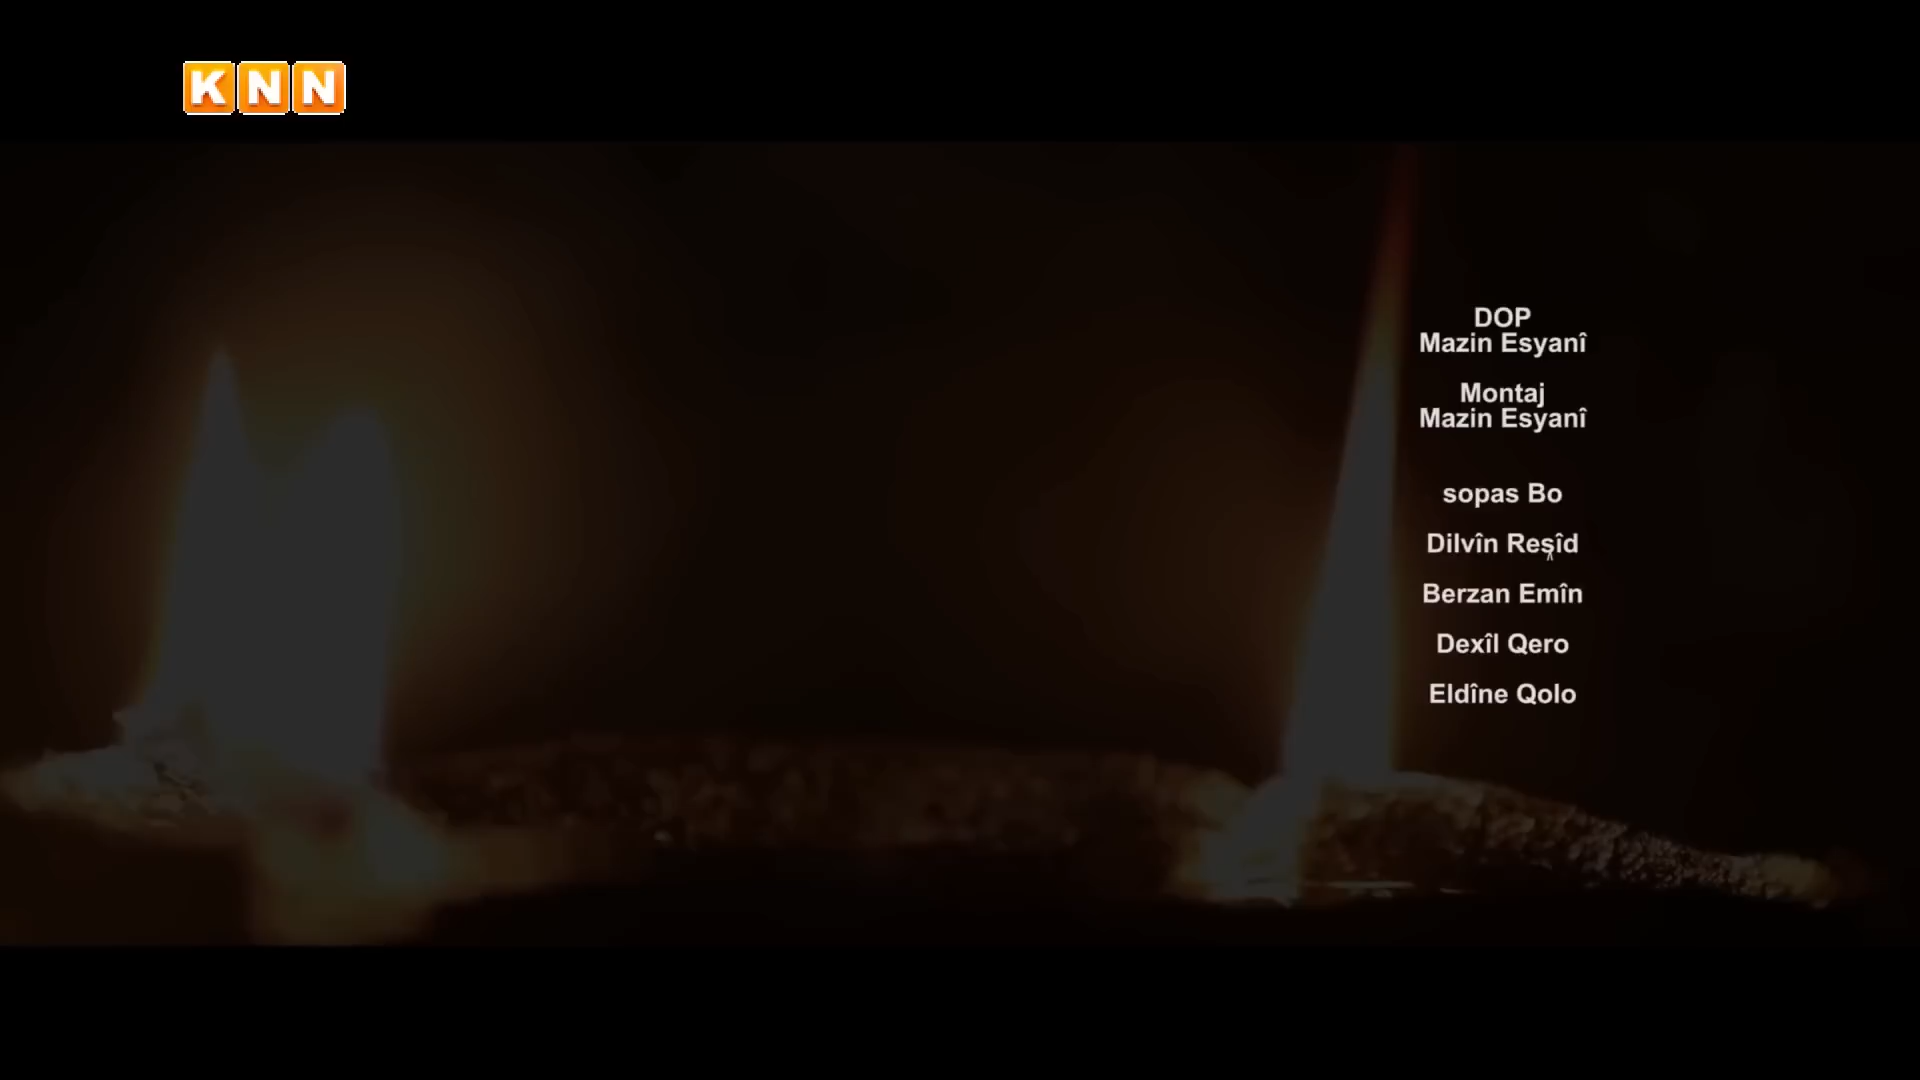 KNN
DOP
Mazin Esyanî
Montaj
Mazin Esyanî
sopas Bo
Dilvîn Reşîd
Berzan Emîn
Dexîl Qero
Eldîne Qolo